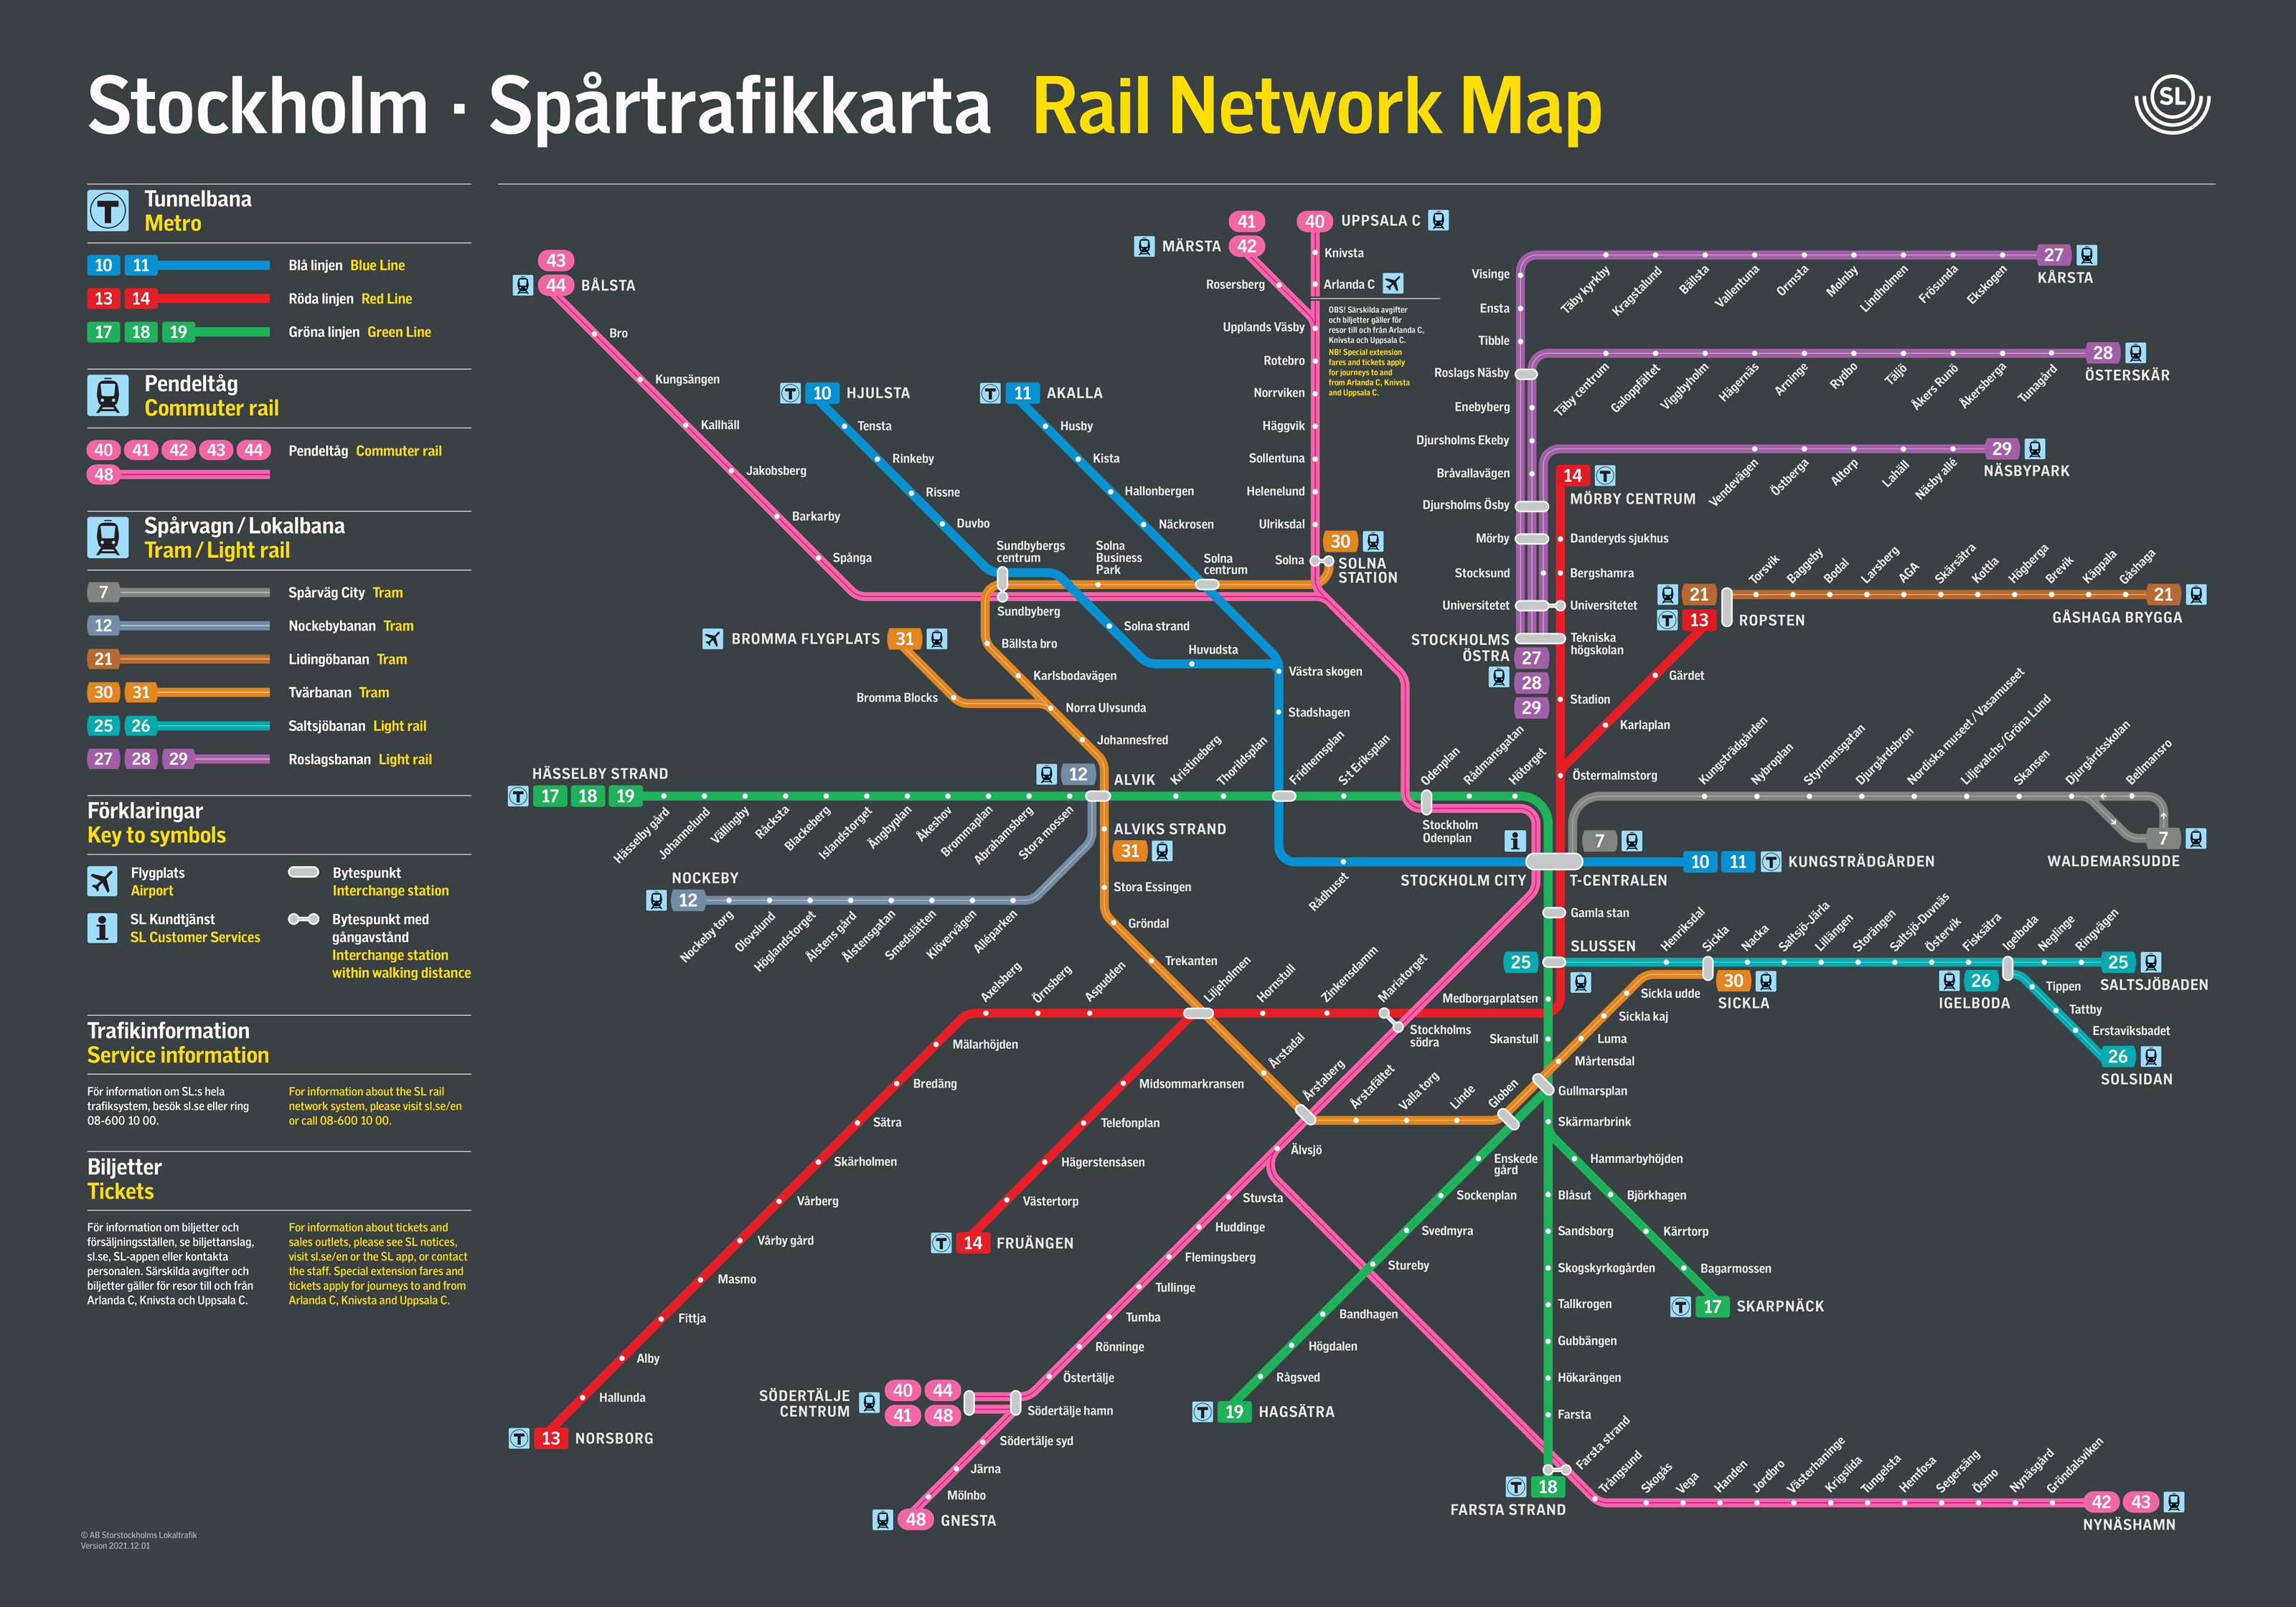 Stockholm · Spårtrafikkarta Rail Network Map
SL
Tunnelbana
Metro
10 11 Blå linjen Blue Line
13 14 Röda linjen Red Line
17 18 19 Gröna linjen Green Line
Pendeltåg
Commuter rail
40 41 42 43 44 Pendeltåg Commuter rail
48
Spårvagn / Lokalbana
Tram / Light rail
7 Spårväg City Tram
12 Nockebybanan Tram
21 Lidingöbanan Tram
30 31 Tvärbanan Tram
25 26 Saltsjöbanan Light rail
27 28 29 Roslagsbanan Light rail
Förklaringar
Key to symbols
Flygplats
Airport
Bytespunkt
Interchange station
SL Kundtjänst
SL Customer Services
Bytespunkt med
gångavstånd
Interchange station
within walking distance
Trafikinformation
Service information
För information om SL:s hela
trafiksystem, besök sl.se eller ring
08-600 10 00.
For information about the SL rail
network system, please visit sl.se/en
or call 08-600 10 00.
Biljetter
Tickets
För information om biljetter och
försäljningsställen, se biljettanslag,
sl.se, SL-appen eller kontakta
personalen. Särskilda avgifter och
biljetter gäller för resor till och från
Arlanda C, Knivsta och Uppsala C.
For information about tickets and
sales outlets, please see SL notices,
visit sl.se/en or the SL app, or contact
the staff. Special extension fares and
tickets apply for journeys to and from
Arlanda C, Knivsta and Uppsala C.
© AB Storstockholms Lokaltrafik
Version 2021.12.01
43
44 BÅLSTA
Bro
Kungsängen
Kallhäll
Jakobsberg
Barkarby
Spånga
Sundbyberg
10 HJULSTA
Tensta
Rinkeby
Rissne
Duvbo
Sundbybergs
centrum
Solna strand
Huvudsta
11 AKALLA
Husby
Kista
Hallonbergen
Näckrosen
Solna
centrum
Västra skogen
Stadshagen
Solna
Business
Park
41
MÄRSTA 42
Rosersberg
40 UPPSALA C
Knivsta
Arlanda C
OBS! Särskilda avgifter
och biljetter gäller för
resor till och från Arlanda C,
Knivsta och Uppsala C.
NB! Special extension
fares and tickets apply
for journeys to and
from Arlanda C, Knivsta
and Uppsala C.
Upplands Väsby
Rotebro
Norrviken
Häggvik
Sollentuna
Helenelund
Ulriksdal
Solna
30
SOLNA
STATION
BROMMA FLYGPLATS 31
Bromma Blocks
Bällsta bro
Karlsbodavägen
Norra Ulvsunda
Johannesfred
12
ALVIK
ALVIKS STRAND
31
Stora Essingen
Gröndal
Trekanten
Visinge
Ensta
Tibble
Roslags Näsby
Enebyberg
Djursholms Ekeby
Bråvallavägen
Djursholms Ösby
Mörby
Stocksund
Universitetet
STOCKHOLMS
ÖSTRA
27
28
29
Täby kyrkby
Kragstalund
Bällsta
Vallentuna
Ormsta
Molnby
Lindholmen
Frösunda
Ekskogen
27
KÅRSTA
Täby centrum
Galoppfältet
Viggbyholm
Hägernäs
Arninge
Rydbo
Täljö
Åkers Runö
Åkersberga
Tunagård
28
ÖSTERSKÄR
Vendevägen
Östberga
Altorp
Lahäll
Näsby allé
29
NÄSBYPARK
14
MÖRBY CENTRUM
Danderyds sjukhus
Bergshamra
Universitetet
Tekniska
högskolan
Stadion
Östermalmstorg
21
13 ROPSTEN
Gärdet
Karlaplan
Torsvik
Baggeby
Bodal
Larsberg
AGA
Skärsätra
Kottla
Högberga
Brevik
Käppala
Gåshaga
21
GÅSHAGA BRYGGA
HÄSSELBY STRAND
17 18 19
Hässelby gård
Johannelund
Vällingby
Råcksta
Blackeberg
Islandstorget
Ängbyplan
Åkeshov
Brommaplan
Abrahamsberg
Stora mossen
Kristineberg
Thorildsplan
Fridhemsplan
S:t Eriksplan
Odenplan
Rådmansgatan
Hötorget
Stockholm
Odenplan
NOCKEBY
12
Nockeby torg
Olovslund
Höglandstorget
Ålstens gård
Ålstensgatan
Smedslätten
Klövervägen
Alléparken
Rådhuset
STOCKHOLM CITY
T-CENTRALEN
10 11 KUNGSTRÄDGÅRDEN
7
Kungsträdgården
Nybroplan
Styrmansgatan
Djurgårdsbron
Nordiska museet / Vasamuseet
Liljevalchs / Gröna Lund
Skansen
Djurgårdsskolan
Bellmansro
7
WALDEMARSUDDE
Gamla stan
SLUSSEN
25
Henriksdal
Sickla
Nacka
Saltsjö-Järla
Lillängen
Storängen
Saltsjö-Duvnäs
Östervik
Fisksätra
Igelboda
Neglinge
Ringvägen
25
SALTSJÖBADEN
26
IGELBODA
Tippen
Tattby
Erstaviksbadet
26
SOLSIDAN
30
SICKLA
Sickla udde
Sickla kaj
Luma
Mårtensdal
Axelsberg
Örnsberg
Aspudden
Liljeholmen
Hornstull
Zinkensdamm
Mariatorget
Stockholms
södra
Medborgarplatsen
Skanstull
Gullmarsplan
Skärmarbrink
Årstadal
Årstaberg
Årstafältet
Valla torg
Linde
Globen
Mälarhöjden
Bredäng
Sätra
Skärholmen
Vårberg
Vårby gård
Masmo
Fittja
Alby
Hallunda
13 NORSBORG
Midsommarkransen
Telefonplan
Hägerstensåsen
Västertorp
14 FRUÄNGEN
Älvsjö
Stuvsta
Huddinge
Flemingsberg
Tullinge
Tumba
Rönninge
Östertälje
Södertälje hamn
SÖDERTÄLJE
CENTRUM
40 44
41 48
Södertälje syd
Järna
Mölnbo
48 GNESTA
Enskede
gård
Sockenplan
Svedmyra
Stureby
Bandhagen
Högdalen
Rågsved
19 HAGSÄTRA
Hammarbyhöjden
Björkhagen
Kärrtorp
Bagarmossen
17 SKARPNÄCK
Blåsut
Sandsborg
Skogskyrkogården
Tallkrogen
Gubbängen
Hökarängen
Farsta
18
FARSTA STRAND
Farsta strand
Trångsund
Skogås
Vega
Handen
Jordbro
Västerhaninge
Krigslida
Tungelsta
Hemfosa
Segersäng
Ösmo
Nynäsgård
Gröndalsviken
42 43
NYNÄSHAMN